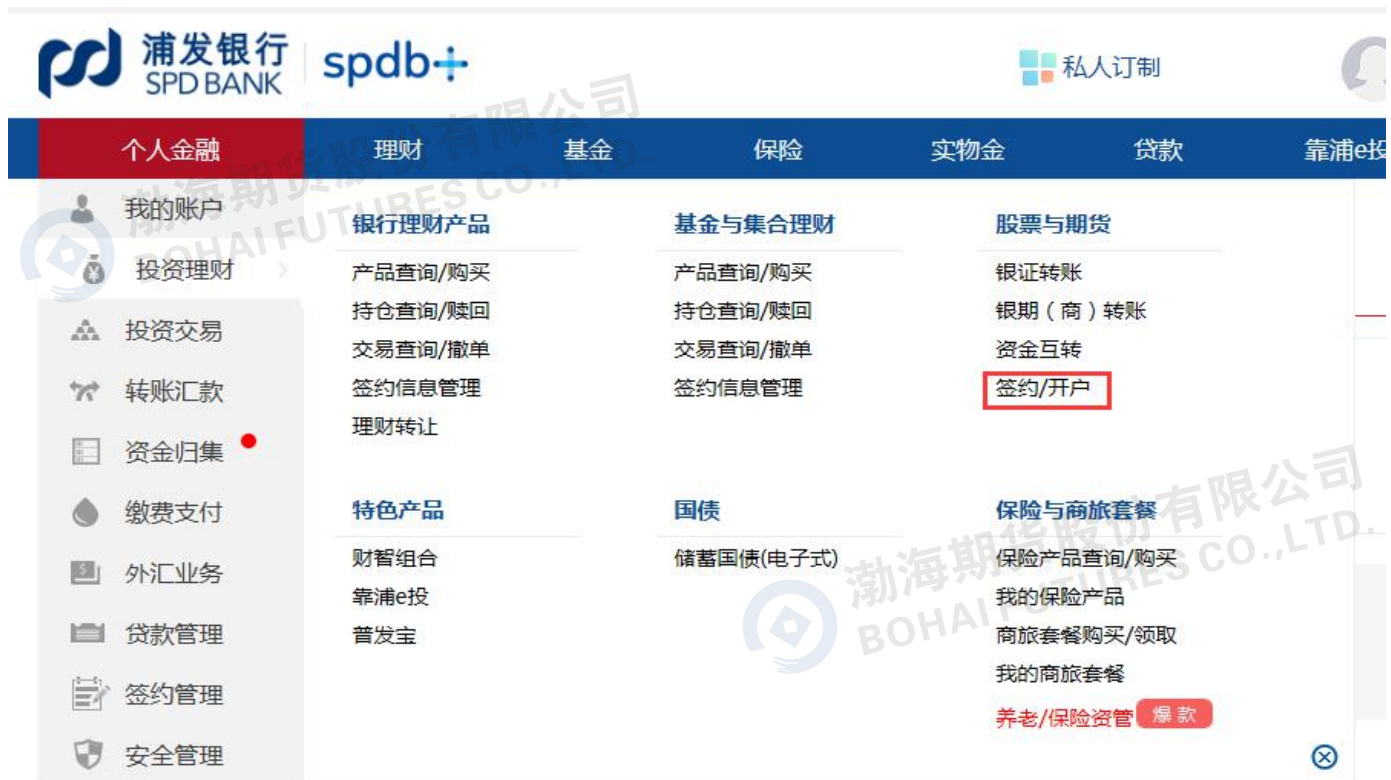 浦发银行
SPD BANK
spdb+
私人订制
个人金融 理财 基金 保险 实物金 贷款 靠浦e投
我的账户
投资理财
投资交易
转账汇款
资金归集
缴费支付
外汇业务
贷款管理
签约管理
安全管理
银行理财产品
产品查询/购买
持仓查询/赎回
交易查询/撤单
签约信息管理
理财转让
基金与集合理财
产品查询/购买
持仓查询/赎回
交易查询/撤单
签约信息管理
股票与期货
银证转账
银期（商）转账
资金互转
签约/开户
特色产品
财智组合
靠浦e投
普发宝
国债
储蓄国债(电子式)
保险与商旅套餐
保险产品查询/购买
我的保险产品
商旅套餐购买/领取
我的商旅套餐
养老/保险资管 爆款
渤海期货股份有限公司
BOHAI FUTURES CO.,LTD.
渤海期货股份有限公司
BOHAI FUTURES CO.,LTD.